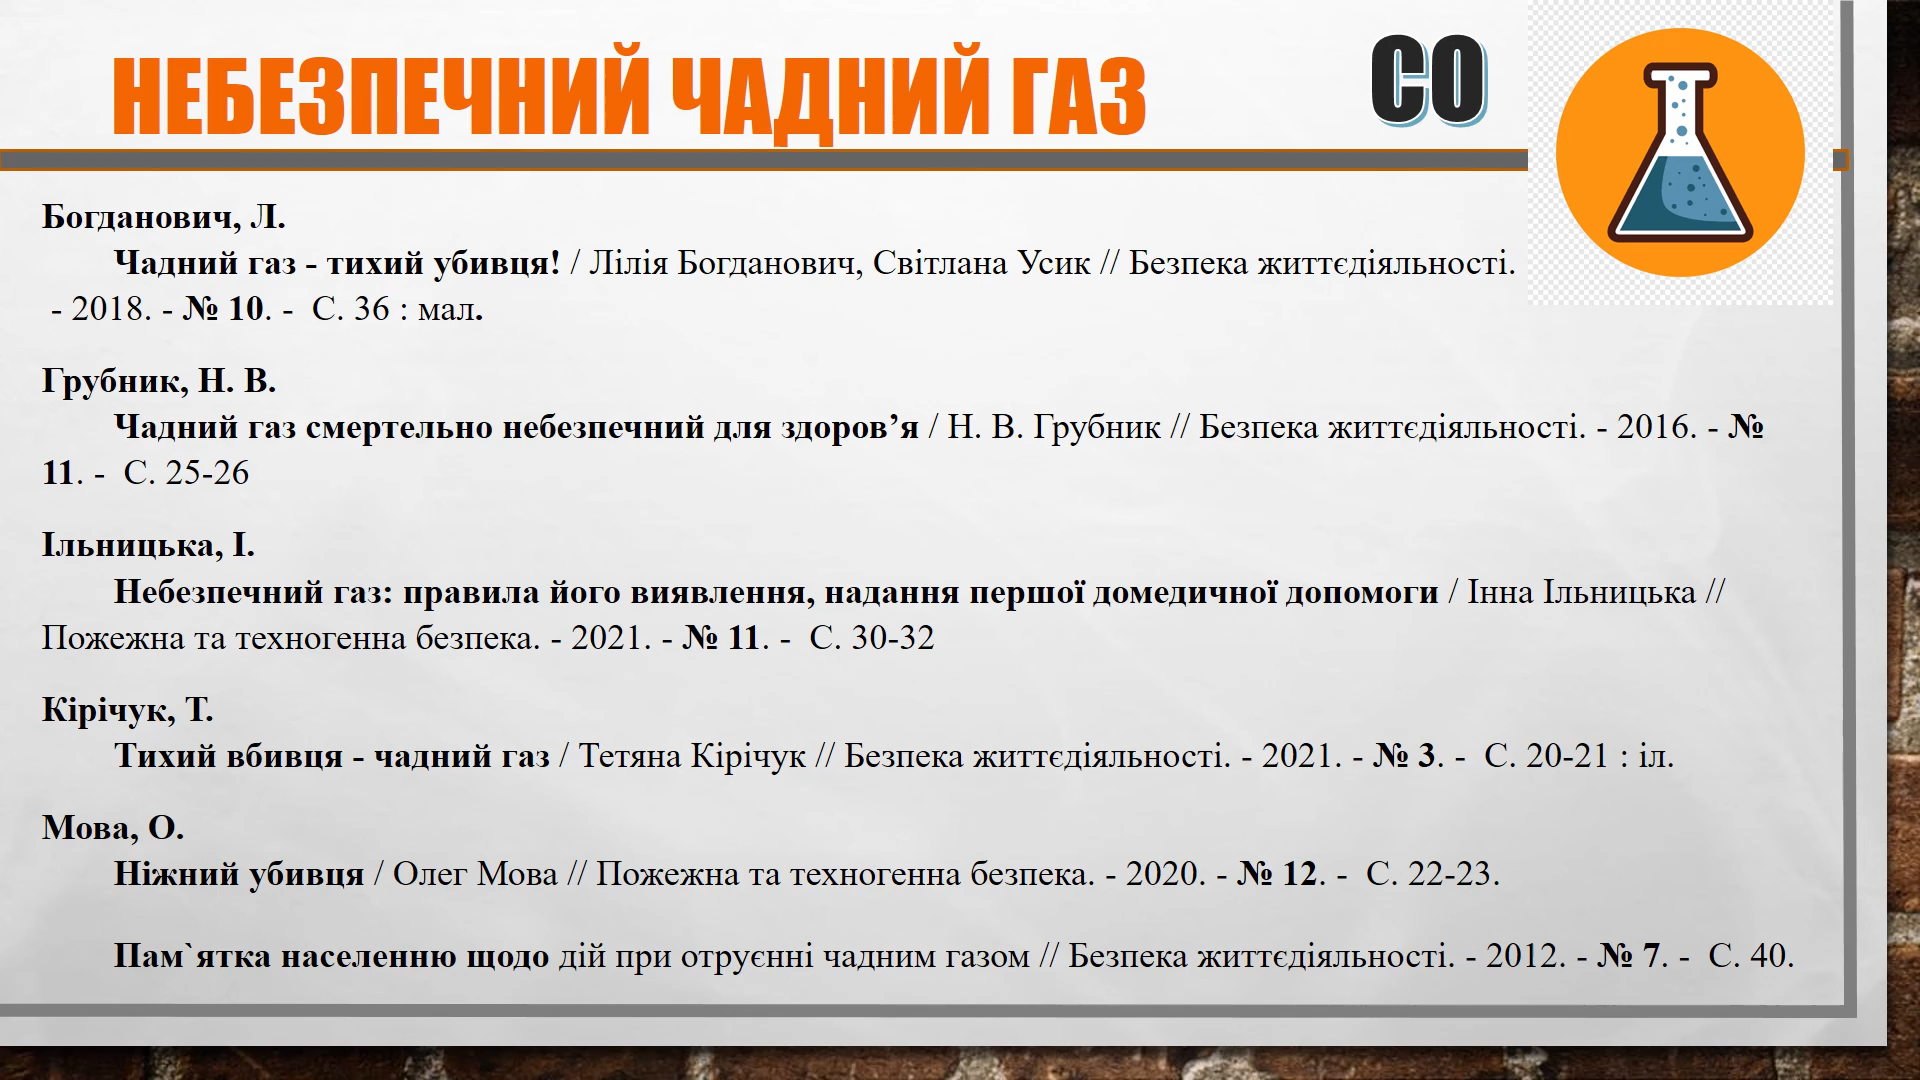 НЕБЕЗПЕЧНИЙ ЧАДНИЙ ГАЗ
СО
Богданович, Л.
Чадний газ - тихий убивця! / Лілія Богданович, Світлана Усик // Безпека життєдіяльності.
- 2018. - № 10. - С. 36 : мал.
Грубник, Н. В.
Чадний газ смертельно небезпечний для здоров’я / Н. В. Грубник // Безпека життєдіяльності. - 2016. - №
11. - С. 25-26
Ільницька, І.
Небезпечний газ: правила його виявлення, надання першої домедичної допомоги / Інна Ільницька //
Пожежна та техногенна безпека. - 2021. - № 11. - С. 30-32
Кірічук, Т.
Тихий вбивця - чадний газ / Тетяна Кірічук // Безпека життєдіяльності. - 2021. - № 3. - С. 20-21 : іл.
Мова, О.
Ніжний убивця / Олег Мова // Пожежна та техногенна безпека. - 2020. - № 12. - С. 22-23.
Пам`ятка населенню щодо дій при отруєнні чадним газом // Безпека життєдіяльності. - 2012. - № 7. - С. 40.